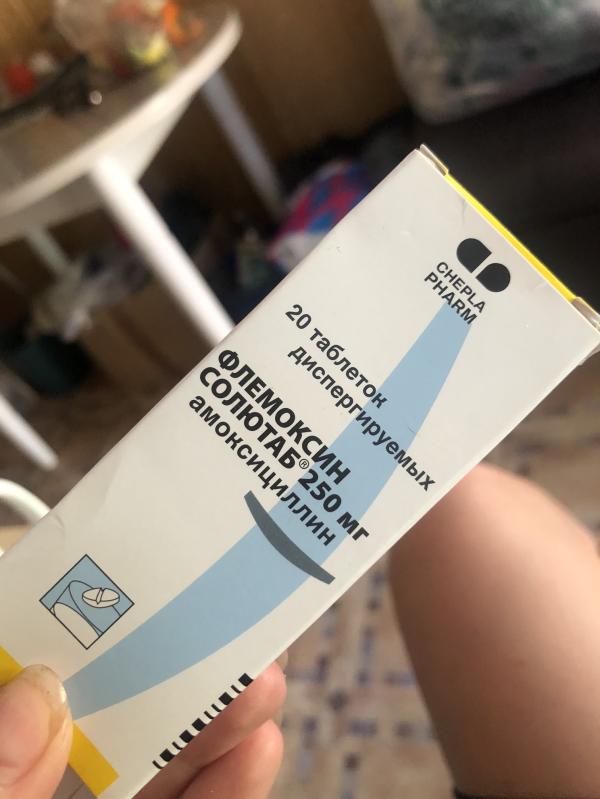 CHEPLA
PHARM
20 таблеток
диспергируемых
ФЛЕМОКСИН
СОЛЮТАБ® 250 мг
амоксициллин